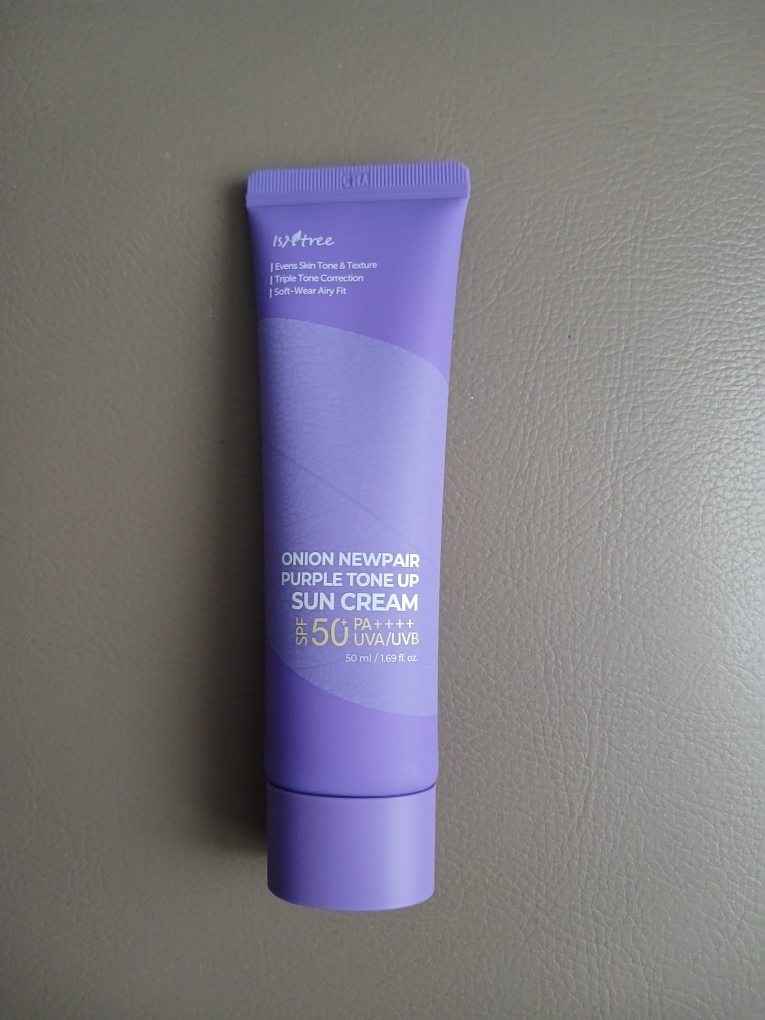 Isntree
Evens Skin Tone & Texture
Triple Tone Correction
Soft-Wear Airy Fit
ONION NEWPAIR
PURPLE TONE UP
SUN CREAM
SPF 50+ PA++++
UVA/UVB
50 ml / 1.69 fl. oz.